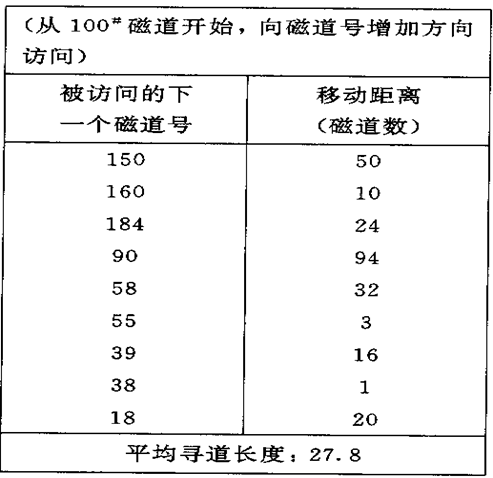 (从 100# 磁道开始，向磁道号增加方向
访问)
被访问的下
一个磁道号
移动距离
(磁道数)
150 50
160 10
184 24
90 94
58 32
55 3
39 16
38 1
18 20
平均寻道长度：27.8